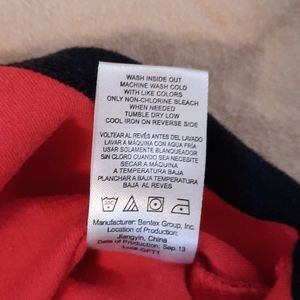 WASH INSIDE OUT
MACHINE WASH COLD
WITH LIKE COLORS
ONLY NON-CHLORINE BLEACH
WHEN NEEDED
TUMBLE DRY LOW
COOL IRON ON REVERSE SIDE
VOLTEAR AL REVÉS ANTES DEL LAVADO
LAVAR A MÁQUINA CON AGUA FRÍA
USAR SOLAMENTE BLANQUEADOR
SIN CLORO CUANDO SEA NECESITE
SECAR A MÁQUINA
A TEMPERATURA BAJA
PLANCHAR A BAJA TEMPERATURA
BAJA AL REVES
Manufacturer: Bentex Group, Inc.
Location of Production:
Jiangyin, China
Date of Production: Sep. 13